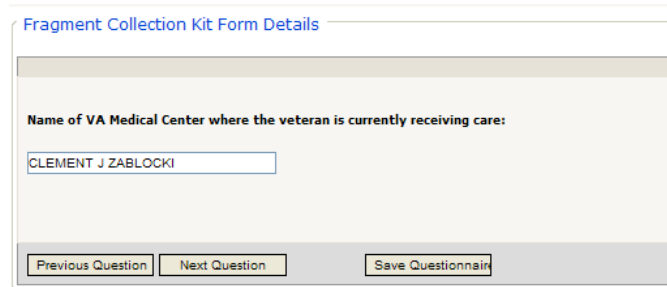 Fragment Collection Kit Form Details
Name of VA Medical Center where the veteran is currently receiving care:
CLEMENT J ZABLOCKI
Previous Question Next Question Save Questionnair